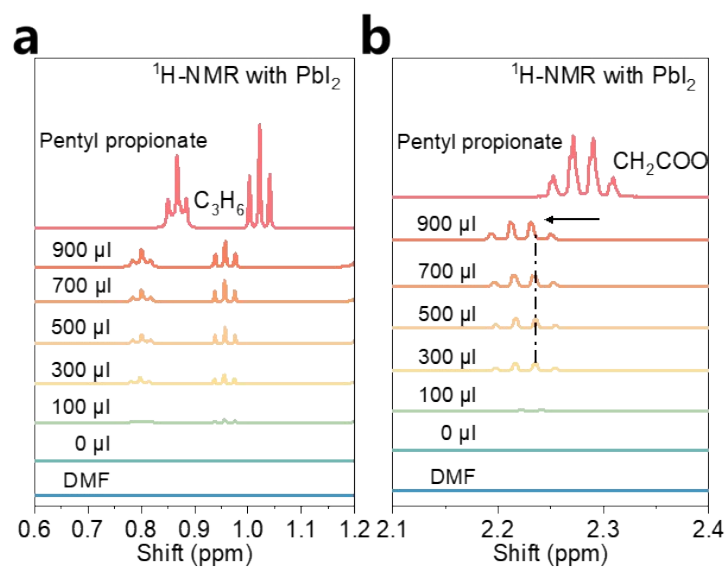 a
¹H-NMR with PbI₂
Pentyl propionate
C₃H₆
900 µl
700 µl
500 µl
300 µl
100 µl
0 µl
DMF
0.6 0.7 0.8 0.9 1.0 1.1 1.2
Shift (ppm)
b
¹H-NMR with PbI₂
Pentyl propionate
CH₂COO
900 µl
700 µl
500 µl
300 µl
100 µl
0 µl
DMF
2.1 2.2 2.3 2.4
Shift (ppm)